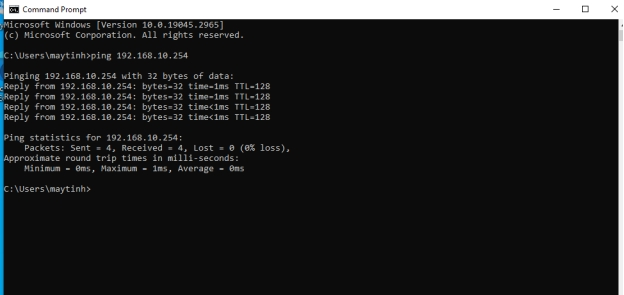 Command Prompt
Microsoft Windows [Version 10.0.19045.2965]
(c) Microsoft Corporation. All rights reserved.
C:\Users\maytinh>ping 192.168.10.254
Pinging 192.168.10.254 with 32 bytes of data:
Reply from 192.168.10.254: bytes=32 time=1ms TTL=128
Reply from 192.168.10.254: bytes=32 time=1ms TTL=128
Reply from 192.168.10.254: bytes=32 time<1ms TTL=128
Reply from 192.168.10.254: bytes=32 time<1ms TTL=128
Ping statistics for 192.168.10.254:
Packets: Sent = 4, Received = 4, Lost = 0 (0% loss),
Approximate round trip times in milli-seconds:
Minimum = 0ms, Maximum = 1ms, Average = 0ms
C:\Users\maytinh>